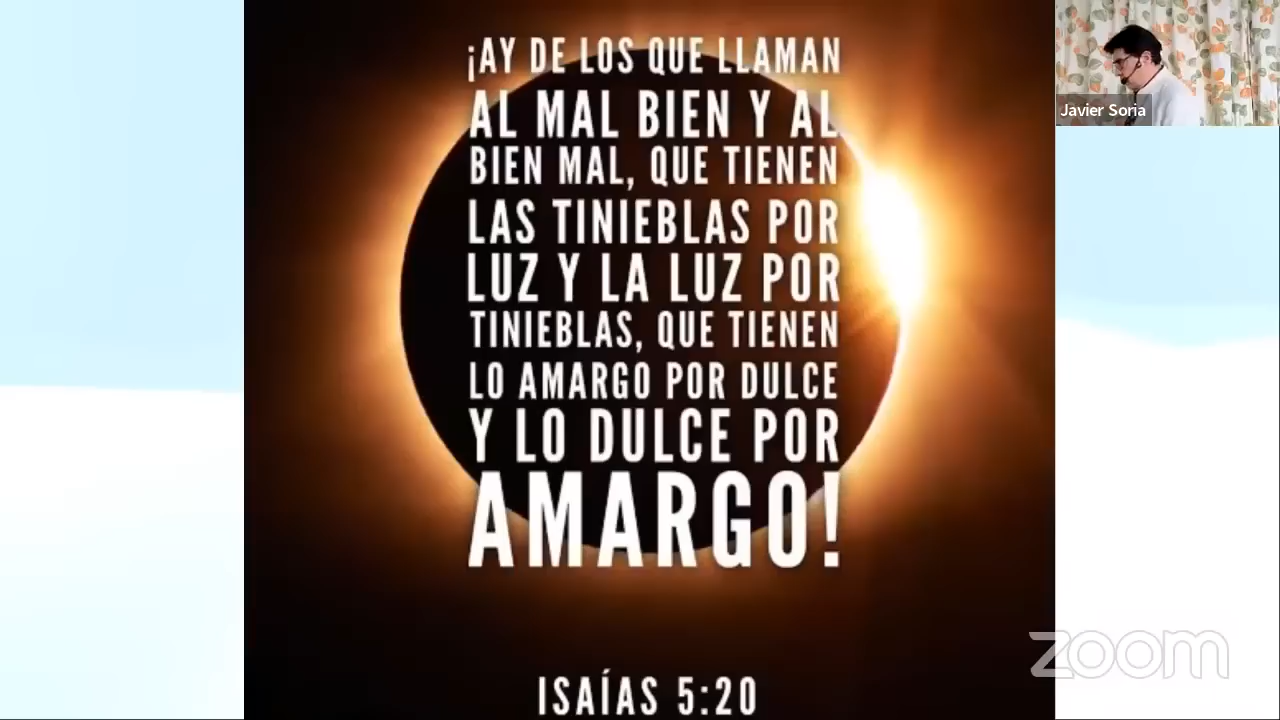 ¡AY DE LOS QUE LLAMAN
AL MAL BIEN Y AL
BIEN MAL, QUE TIENEN
LAS TINIEBLAS POR
LUZ Y LA LUZ POR
TINIEBLAS, QUE TIENEN
LO AMARGO POR DULCE
Y LO DULCE POR
AMARGO!
ISAÍAS 5:20
Javier Soria
zoom